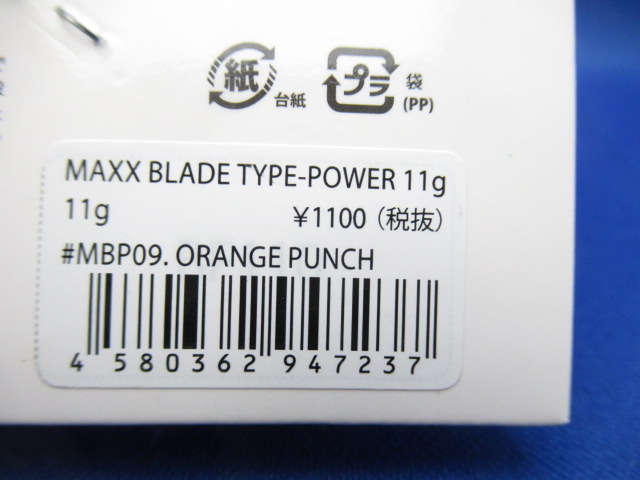 紙 台紙 プラ 袋
(PP)
MAXX BLADE TYPE-POWER 11g
11g ¥1100（税抜）
#MBP09. ORANGE PUNCH
4 580362 947237